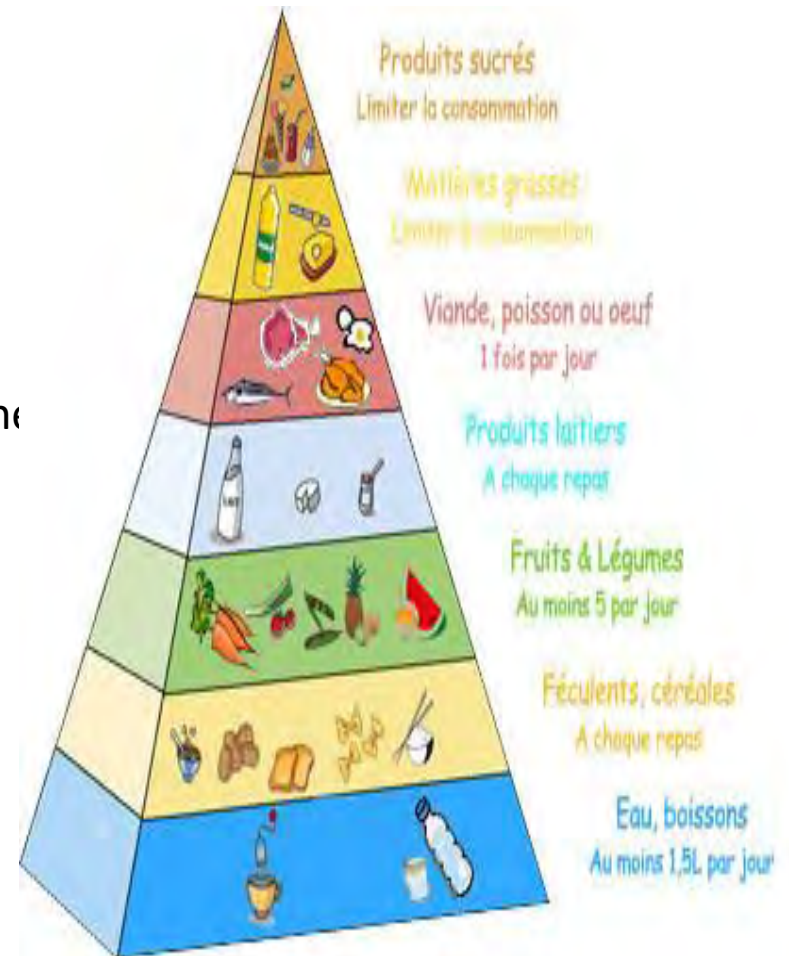 Produits sucrés
Limiter la consommation
Matières grasses
Limiter la consommation
Viande, poisson ou oeuf
1 fois par jour
ne
Produits laitiers
A chaque repas
Fruits & Légumes
Au moins 5 par jour
Féculents, céréales
A chaque repas
Eau, boissons
Au moins 1,5L par jour